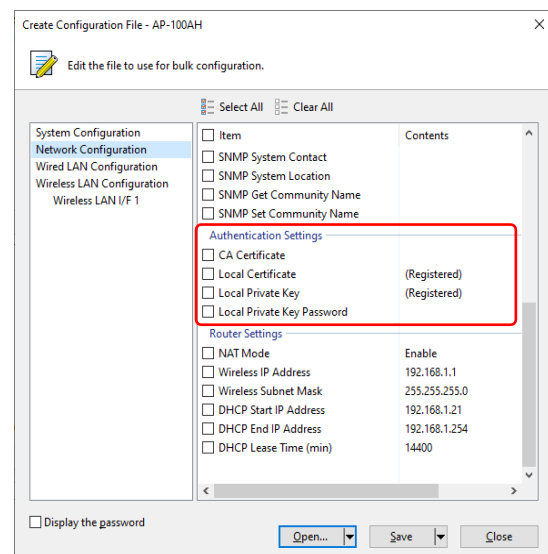 Create Configuration File - AP-100AH
Edit the file to use for bulk configuration.
Select All Clear All
System Configuration
Network Configuration
Wired LAN Configuration
Wireless LAN Configuration
Wireless LAN I/F 1
Item Contents
SNMP System Contact
SNMP System Location
SNMP Get Community Name
SNMP Set Community Name
Authentication Settings
CA Certificate
Local Certificate (Registered)
Local Private Key (Registered)
Local Private Key Password
Router Settings
NAT Mode Enable
Wireless IP Address 192.168.1.1
Wireless Subnet Mask 255.255.255.0
DHCP Start IP Address 192.168.1.21
DHCP End IP Address 192.168.1.254
DHCP Lease Time (min) 14400
Display the password
Open... Save Close